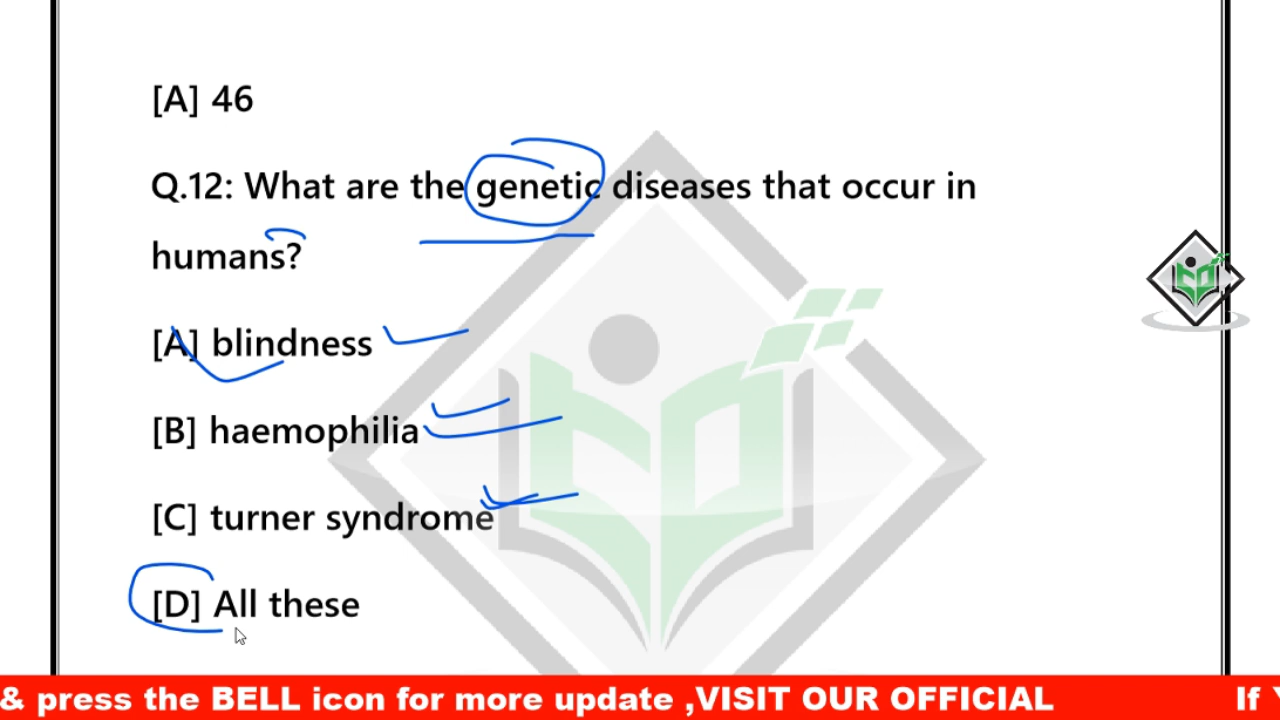 [A] 46
Q.12: What are the genetic diseases that occur in
humans?
[A] blindness
[B] haemophilia
[C] turner syndrome
[D] All these
& press the BELL icon for more update ,VISIT OUR OFFICIAL If Y